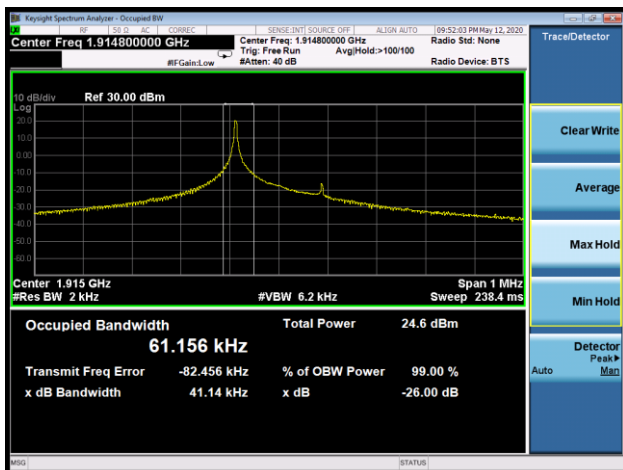 Keysight Spectrum Analyzer - Occupied BW
RF 50 Ω AC CORREC SENSE:INT SOURCE OFF ALIGN AUTO 09:52:03 PM May 12, 2020
Center Freq 1.914800000 GHz
Center Freq: 1.914800000 GHz
Radio Std: None
Trig: Free Run Avg|Hold:>100/100
#IFGain:Low #Atten: 40 dB
Radio Device: BTS
Trace/Detector
10 dB/div Ref 30.00 dBm
Log
20.0
10.0
0.00
-10.0
-20.0
-30.0
-40.0
-50.0
-60.0
Center 1.915 GHz Span 1 MHz
#Res BW 2 kHz #VBW 6.2 kHz Sweep 238.4 ms
Occupied Bandwidth Total Power 24.6 dBm
61.156 kHz
Transmit Freq Error -82.456 kHz % of OBW Power 99.00 %
x dB Bandwidth 41.14 kHz x dB -26.00 dB
Clear Write
Average
Max Hold
Min Hold
Detector
Peak▶
Auto Man
MSG STATUS